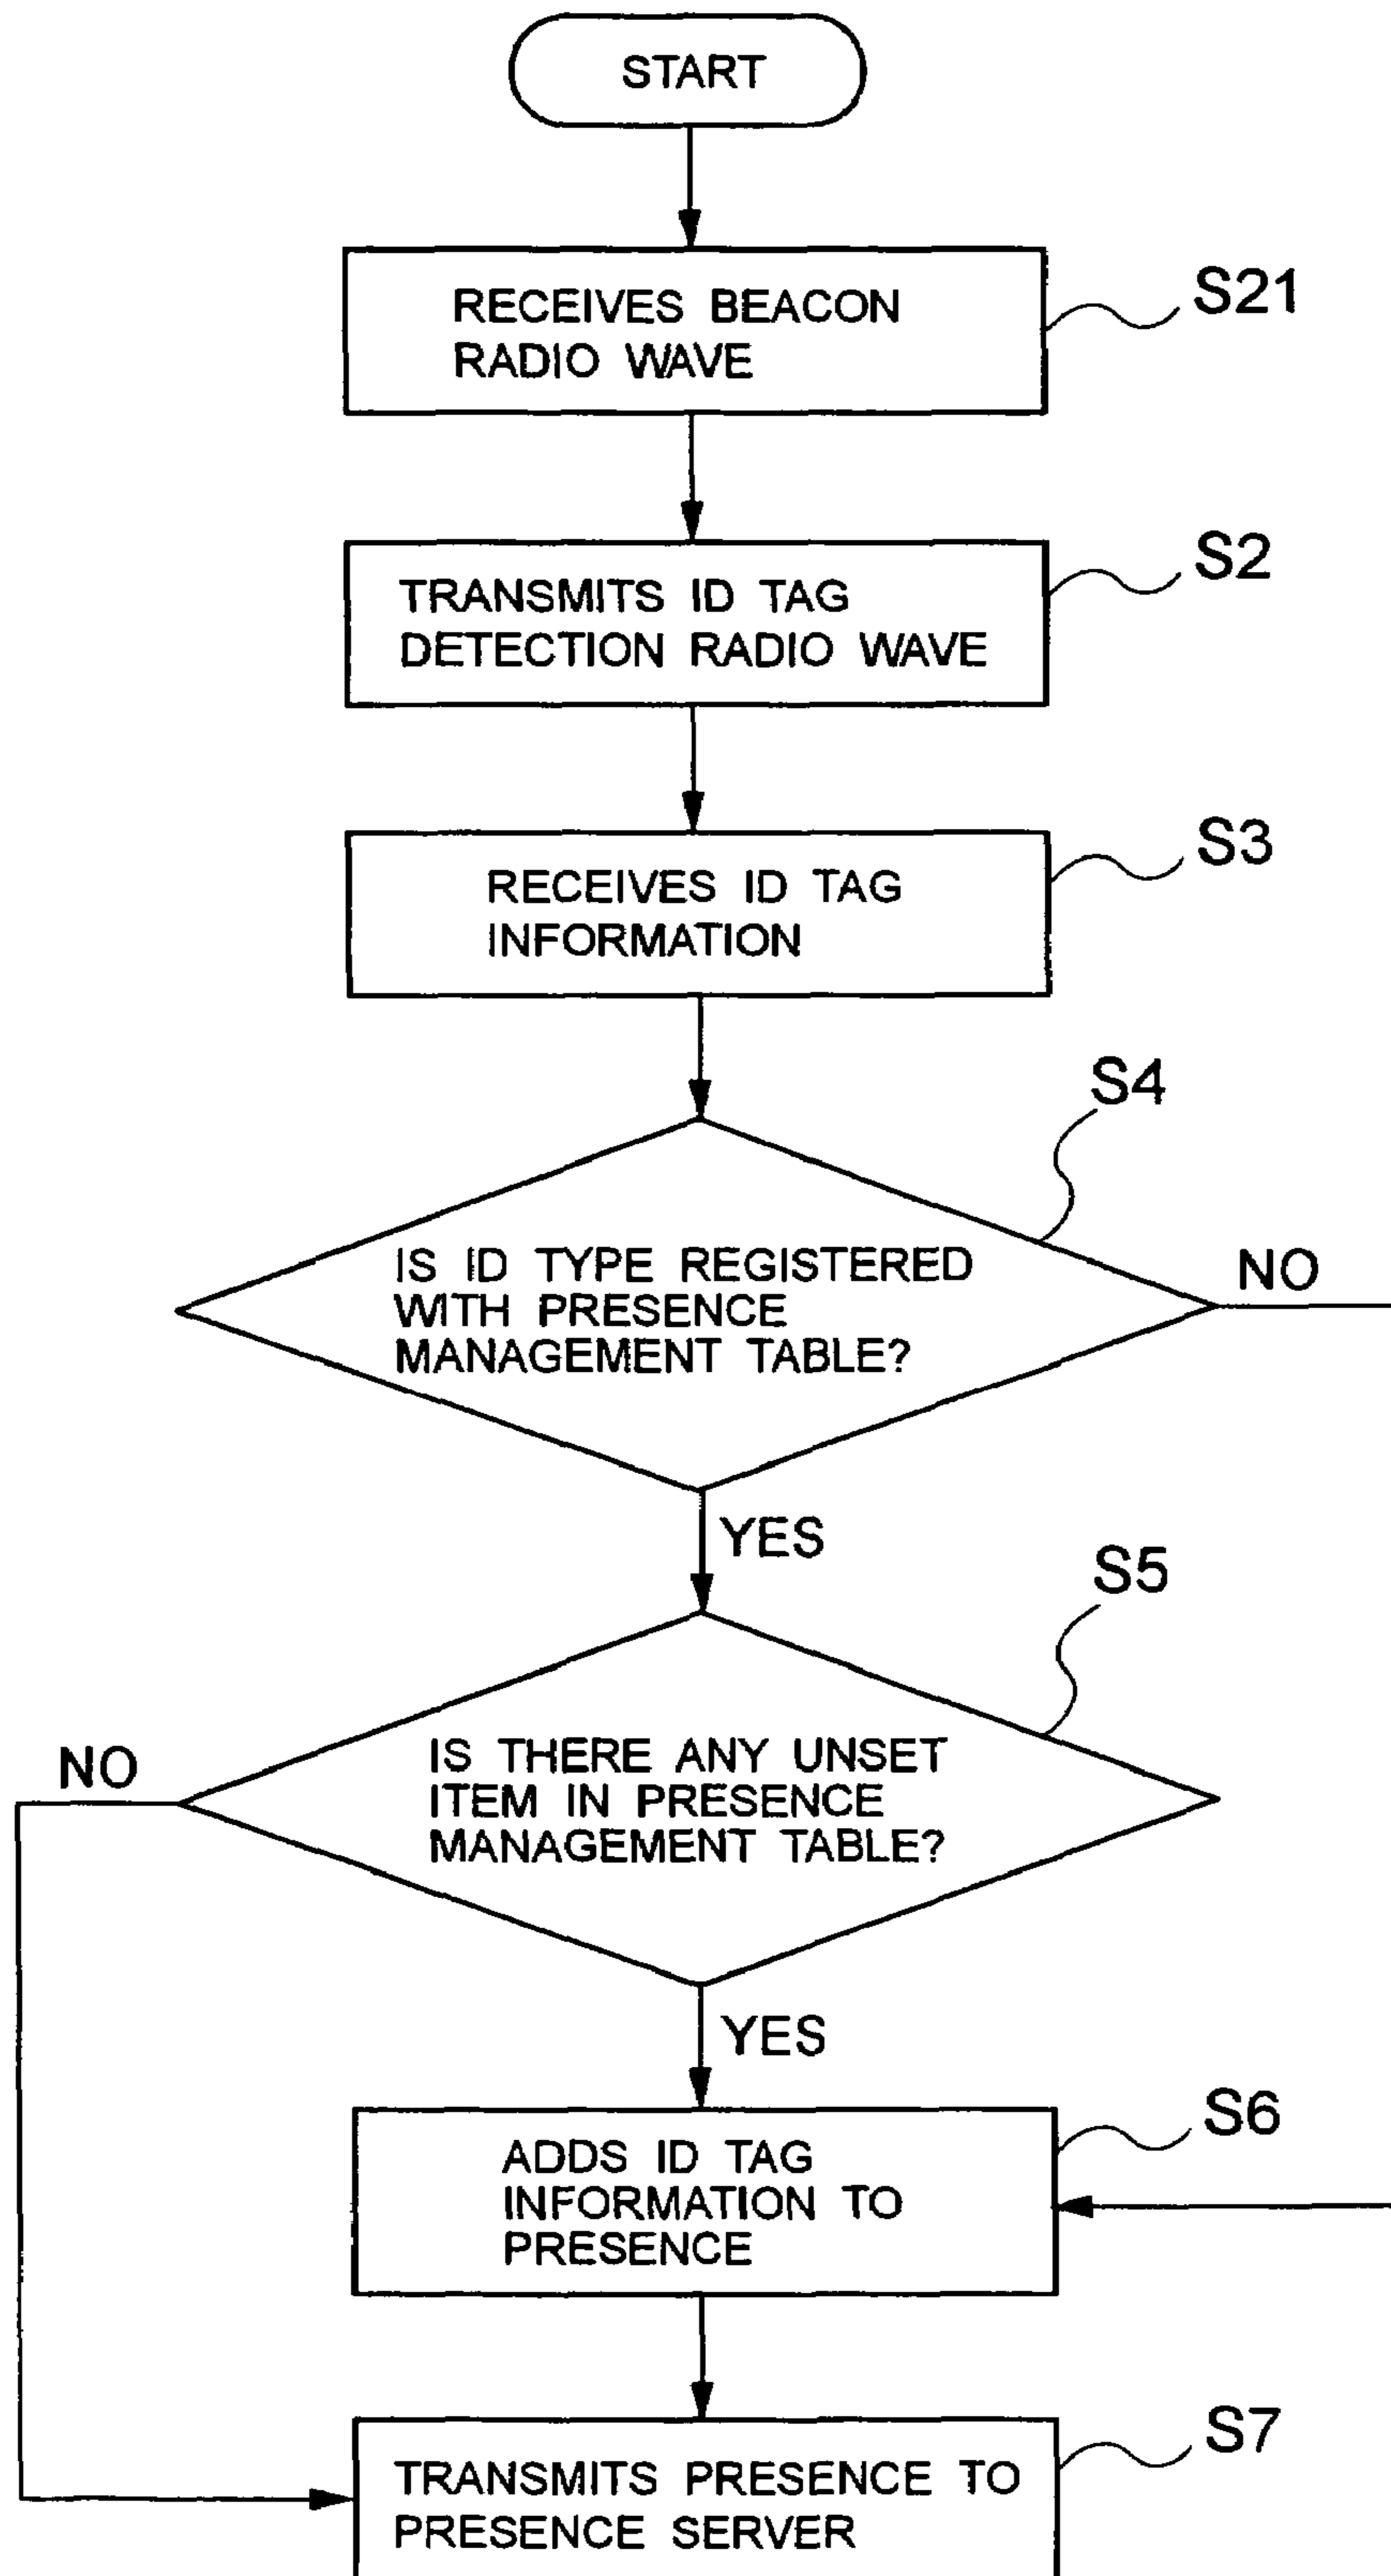 START
RECEIVES BEACON
RADIO WAVE
S21
TRANSMITS ID TAG
DETECTION RADIO WAVE
S2
RECEIVES ID TAG
INFORMATION
S3
S4
IS ID TYPE REGISTERED
WITH PRESENCE
MANAGEMENT TABLE?
NO
YES
S5
IS THERE ANY UNSET
ITEM IN PRESENCE
MANAGEMENT TABLE?
NO
YES
S6
ADDS ID TAG
INFORMATION TO
PRESENCE
S7
TRANSMITS PRESENCE TO
PRESENCE SERVER